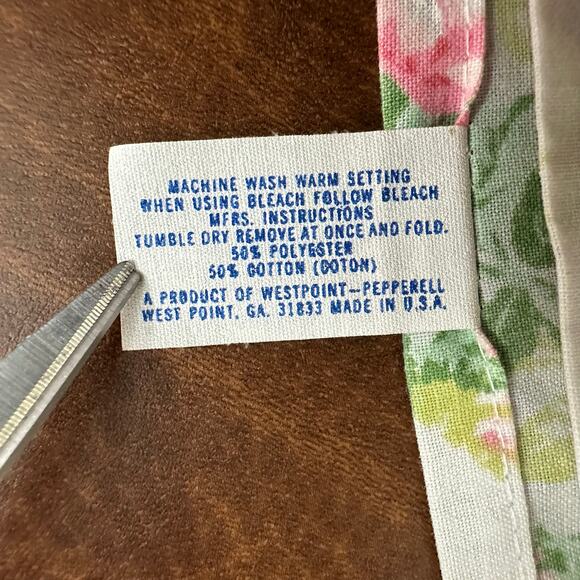 MACHINE WASH WARM SETTING
WHEN USING BLEACH FOLLOW BLEACH
MFRS. INSTRUCTIONS
TUMBLE DRY REMOVE AT ONCE AND FOLD.
50% POLYESTER
50% COTTON (COTON)
A PRODUCT OF WESTPOINT-PEPPERELL
WEST POINT, GA. 31833 MADE IN U.S.A.